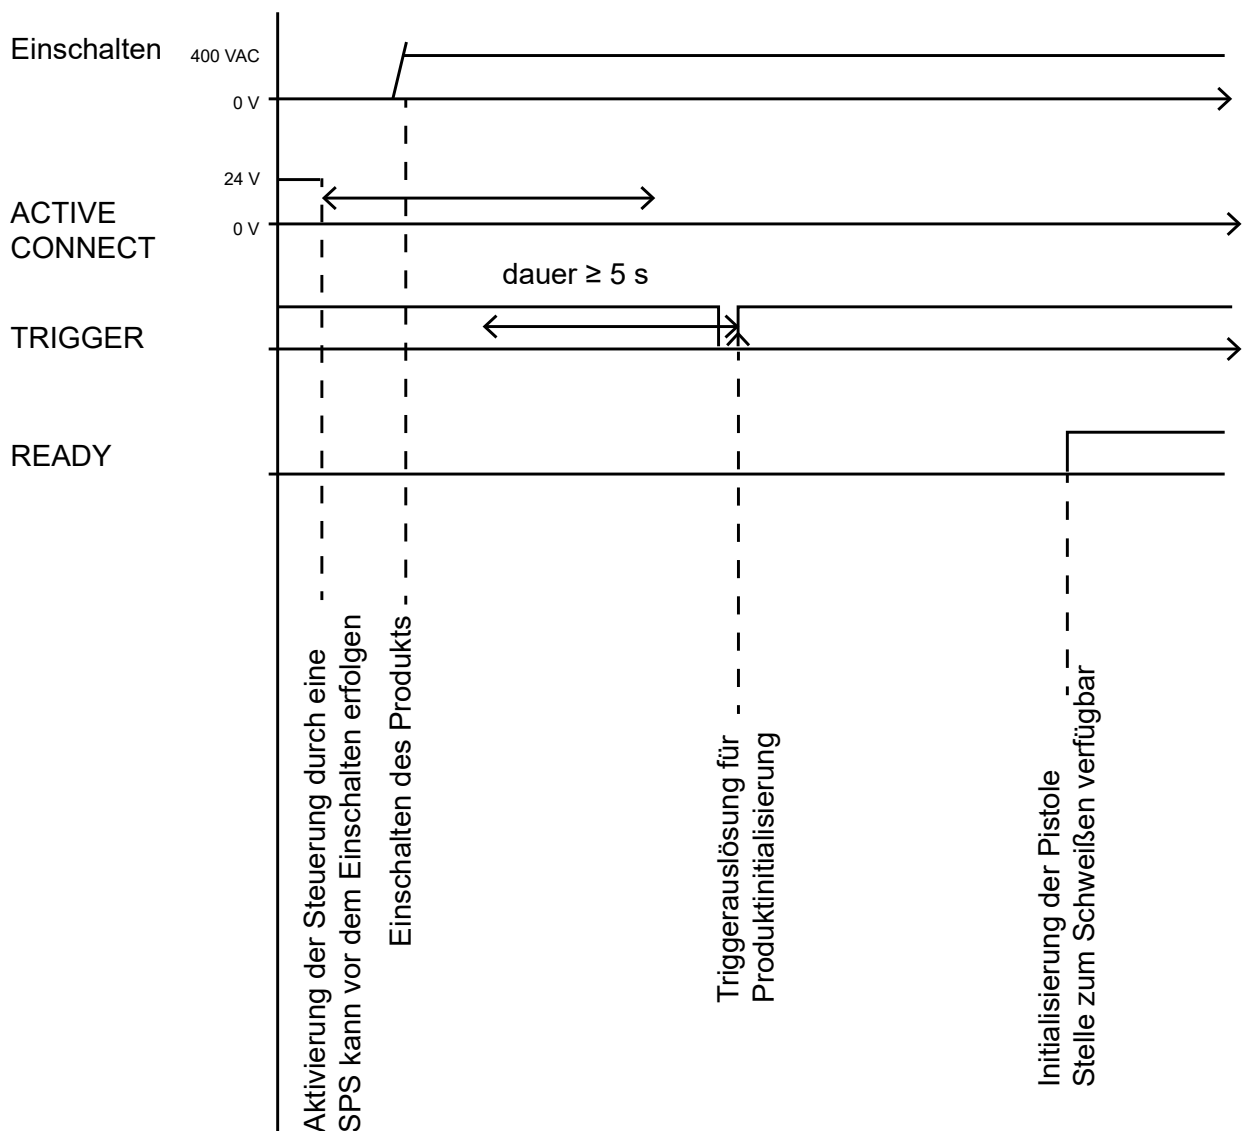 Einschalten
400 VAC
0 V
24 V
ACTIVE
CONNECT
0 V
dauer ≥ 5 s
TRIGGER
READY
Aktivierung der Steuerung durch eine
SPS kann vor dem Einschalten erfolgen
Einschalten des Produkts
Triggerauslösung für
Produktinitialisierung
Initialisierung der Pistole
Stelle zum Schweißen verfügbar